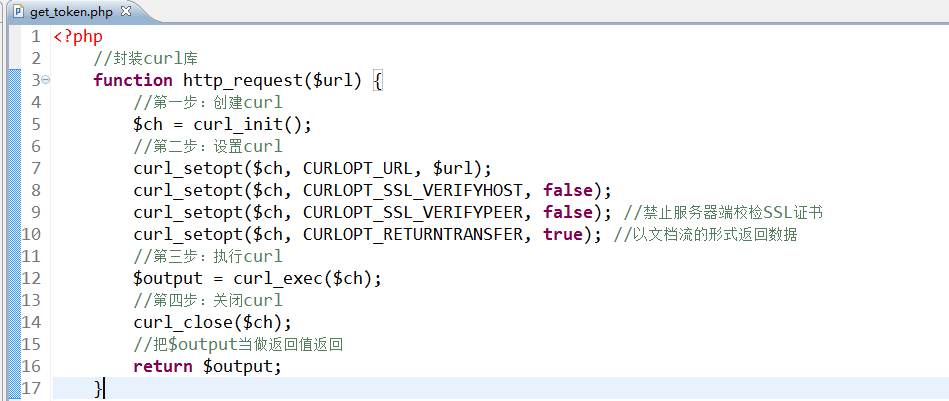 get_token.php
1 <?php
2 //封装curl库
3 function http_request($url) {
4 //第一步：创建curl
5 $ch = curl_init();
6 //第二步：设置curl
7 curl_setopt($ch, CURLOPT_URL, $url);
8 curl_setopt($ch, CURLOPT_SSL_VERIFYHOST, false);
9 curl_setopt($ch, CURLOPT_SSL_VERIFYPEER, false); //禁止服务器端校检SSL证书
10 curl_setopt($ch, CURLOPT_RETURNTRANSFER, true); //以文档流的形式返回数据
11 //第三步：执行curl
12 $output = curl_exec($ch);
13 //第四步：关闭curl
14 curl_close($ch);
15 //把$output当做返回值返回
16 return $output;
17 }